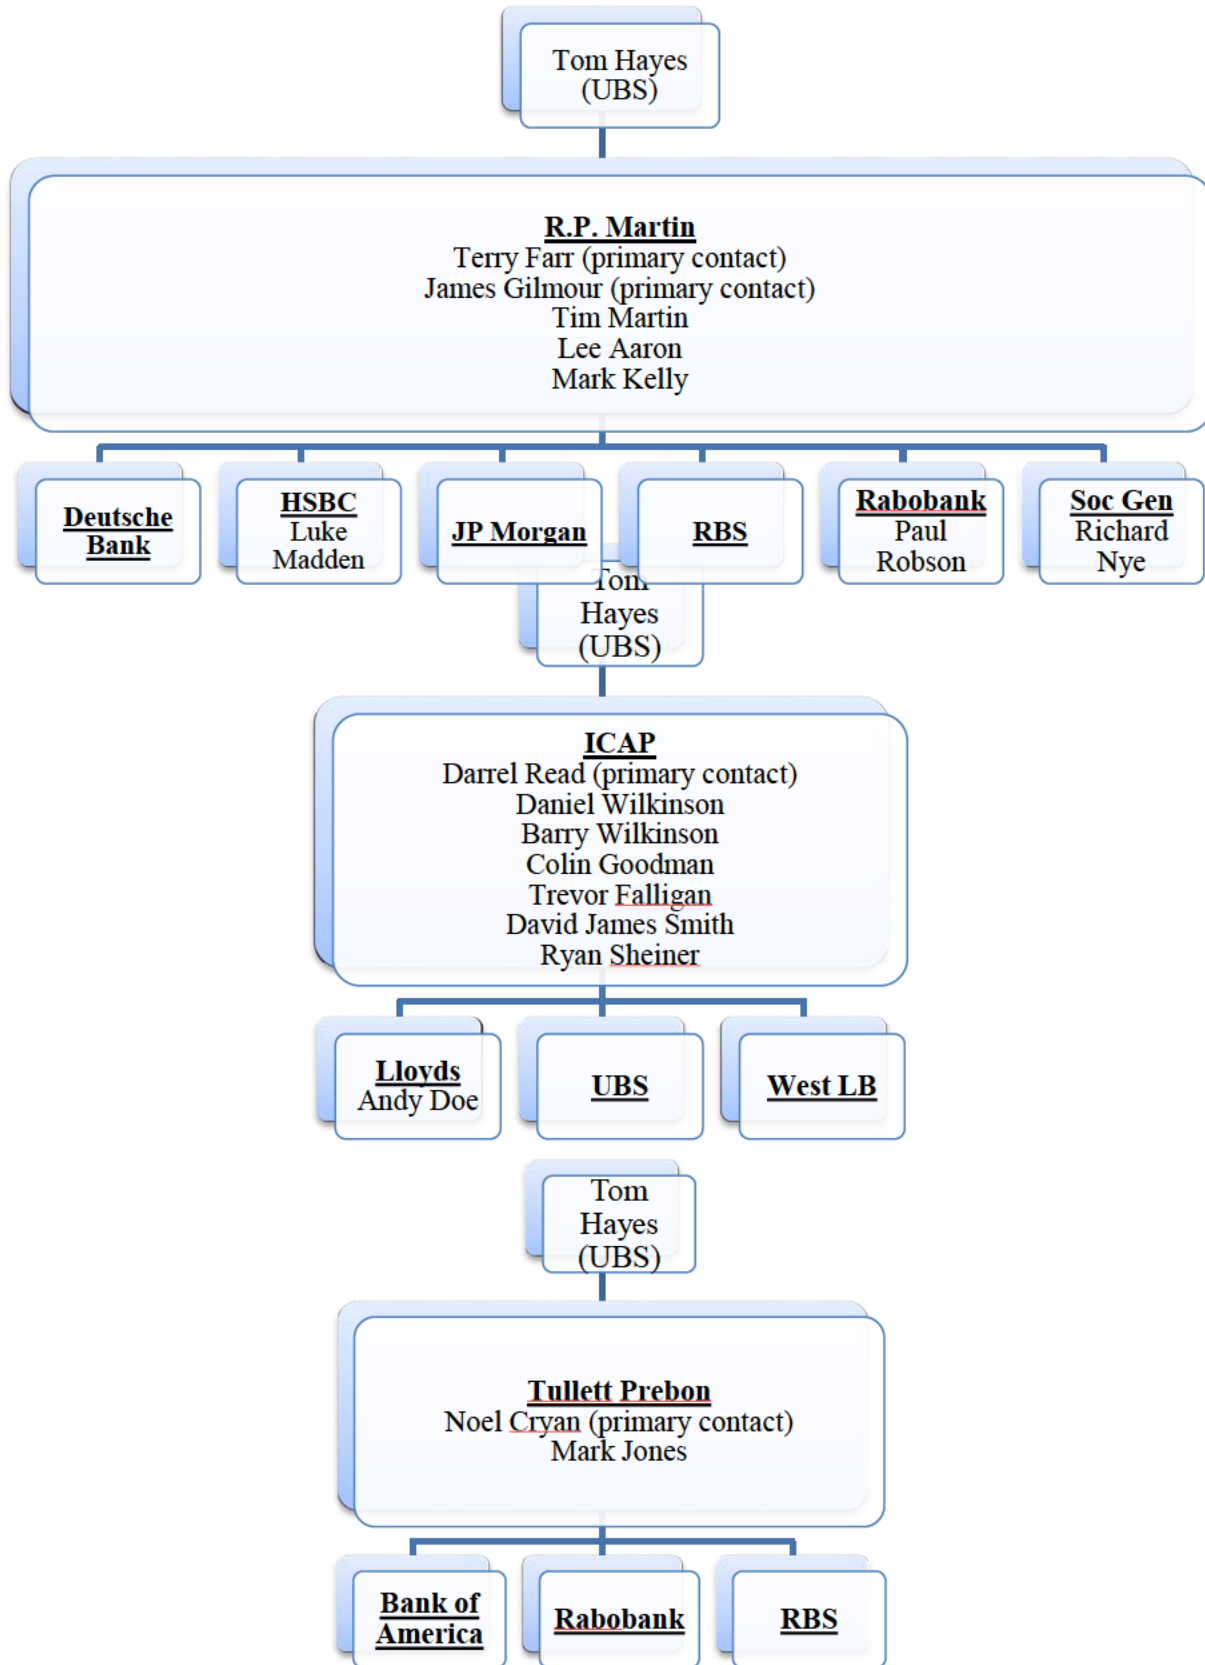 Tom Hayes
(UBS)
R.P. Martin
Terry Farr (primary contact)
James Gilmour (primary contact)
Tim Martin
Lee Aaron
Mark Kelly
Deutsche
Bank
HSBC
Luke
Madden
JP Morgan
RBS
Rabobank
Paul
Robson
Soc Gen
Richard
Nye
Tom
Hayes
(UBS)
ICAP
Darrel Read (primary contact)
Daniel Wilkinson
Barry Wilkinson
Colin Goodman
Trevor Falligan
David James Smith
Ryan Sheiner
Lloyds
Andy Doe
UBS
West LB
Tom
Hayes
(UBS)
Tullett Prebon
Noel Cryan (primary contact)
Mark Jones
Bank of
America
Rabobank
RBS